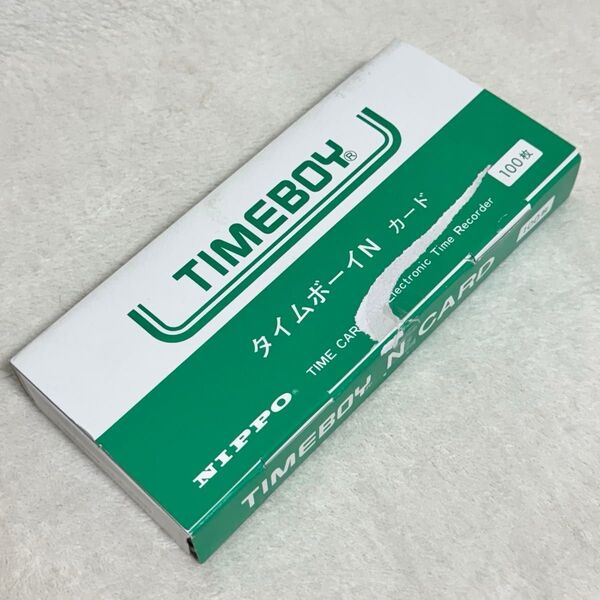 TIMEBOY®
タイムボーイN カード
100枚
TIME CAR Electronic Time Recorder
NIPPO
TIMEBOY N CARD